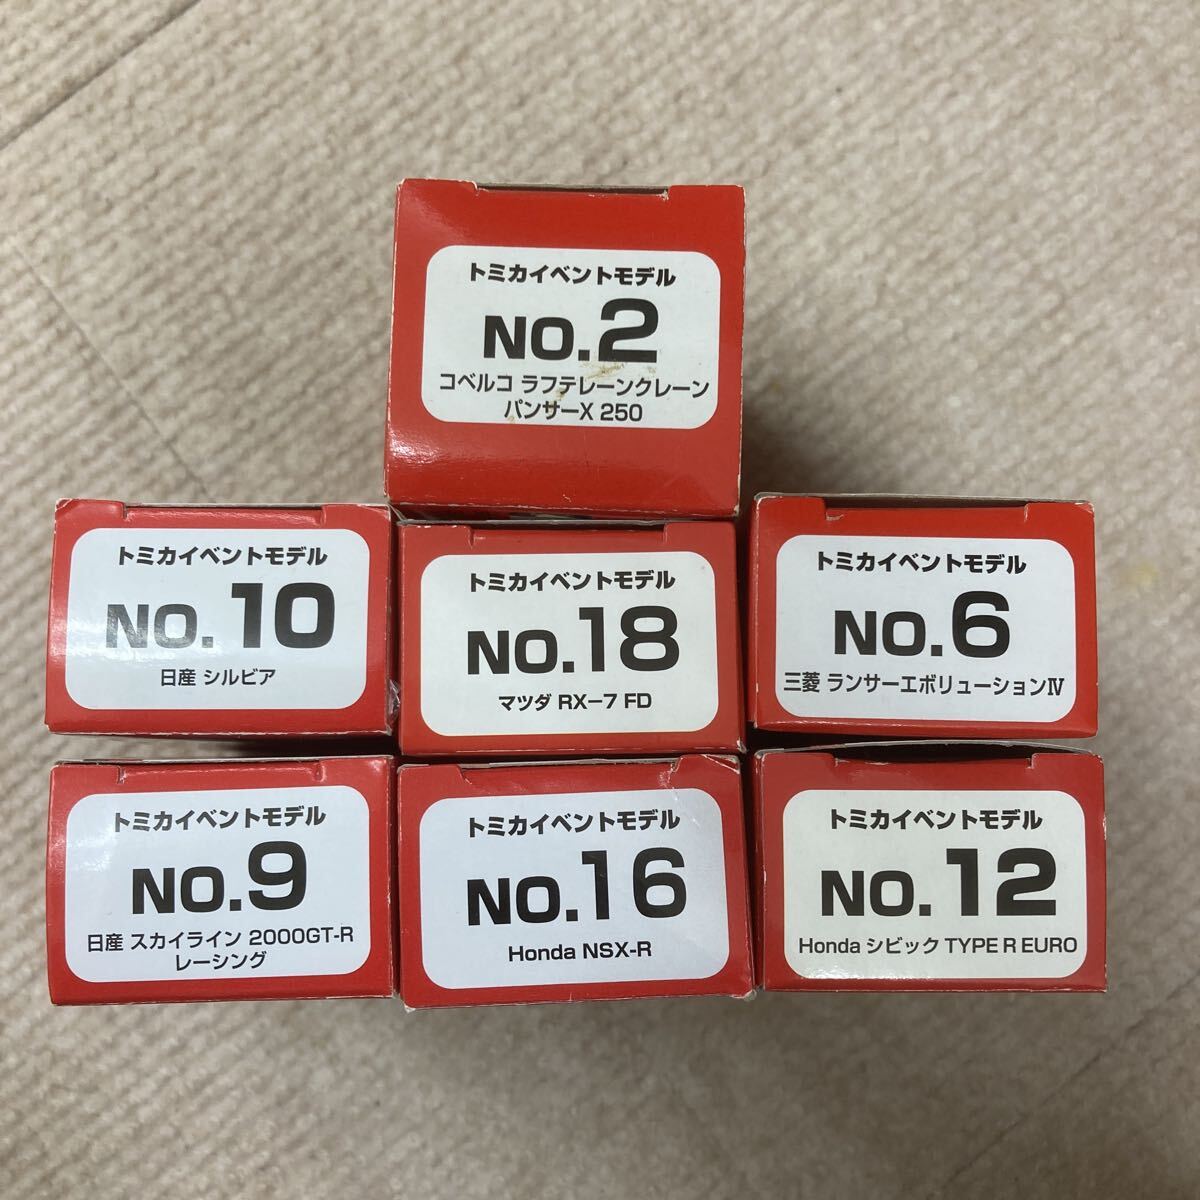 トミカイベントモデル
NO.2
コベルコ ラフテレーンクレーン
パンサーX 250
トミカイベントモデル
NO.10
日産 シルビア
トミカイベントモデル
NO.18
マツダ RX-7 FD
トミカイベントモデル
NO.6
三菱 ランサーエボリューションⅣ
トミカイベントモデル
NO.9
日産 スカイライン 2000GT-R
レーシング
トミカイベントモデル
NO.16
Honda NSX-R
トミカイベントモデル
NO.12
Honda シビック TYPE R EURO